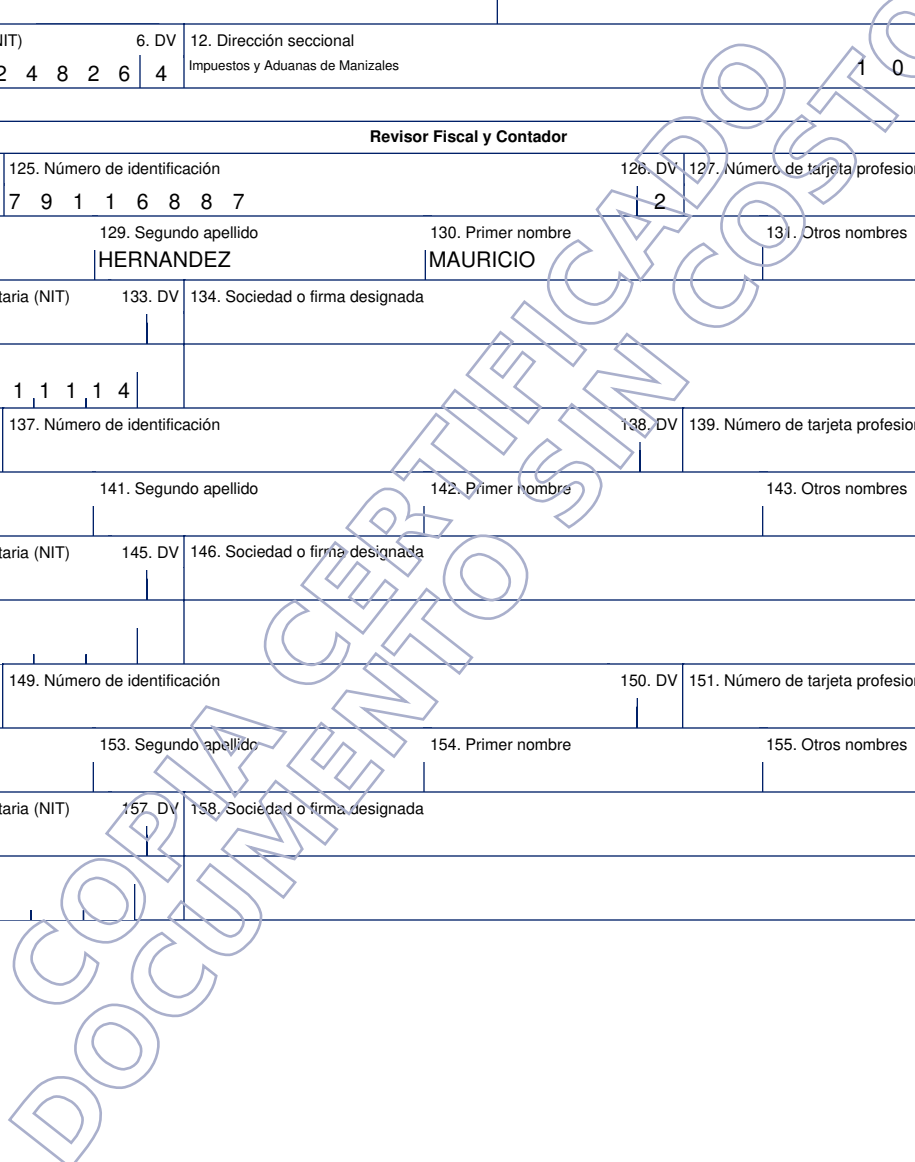 IIT) 6. DV 12. Dirección seccional
2 4 8 2 6 4 Impuestos y Aduanas de Manizales 1 0
Revisor Fiscal y Contador
125. Número de identificación 126. DV 127. Número de tarjeta profesion
7 9 1 1 6 8 8 7 2
129. Segundo apellido 130. Primer nombre 131. Otros nombres
HERNANDEZ MAURICIO
taria (NIT) 133. DV 134. Sociedad o firma designada
1 1 1 1 4
137. Número de identificación 138. DV 139. Número de tarjeta profesion
141. Segundo apellido 142. Primer nombre 143. Otros nombres
taria (NIT) 145. DV 146. Sociedad o firma designada
149. Número de identificación 150. DV 151. Número de tarjeta profesion
153. Segundo apellido 154. Primer nombre 155. Otros nombres
taria (NIT) 157. DV 158. Sociedad o firma designada
COPIA CERTIFICADO
DOCUMENTO SIN COSTO